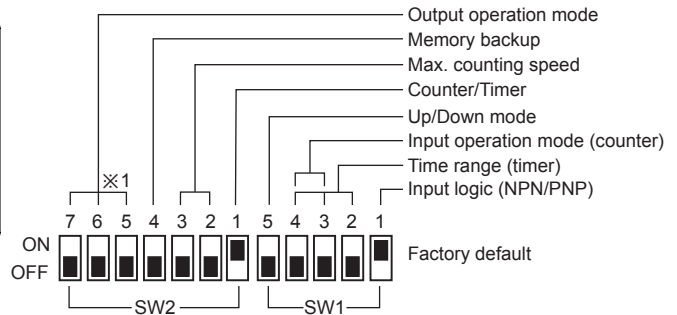 Output operation mode
Memory backup
Max. counting speed
Counter/Timer
Up/Down mode
Input operation mode (counter)
Time range (timer)
Input logic (NPN/PNP)
※1
7 6 5 4 3 2 1 5 4 3 2 1
ON
OFF
Factory default
SW2 SW1